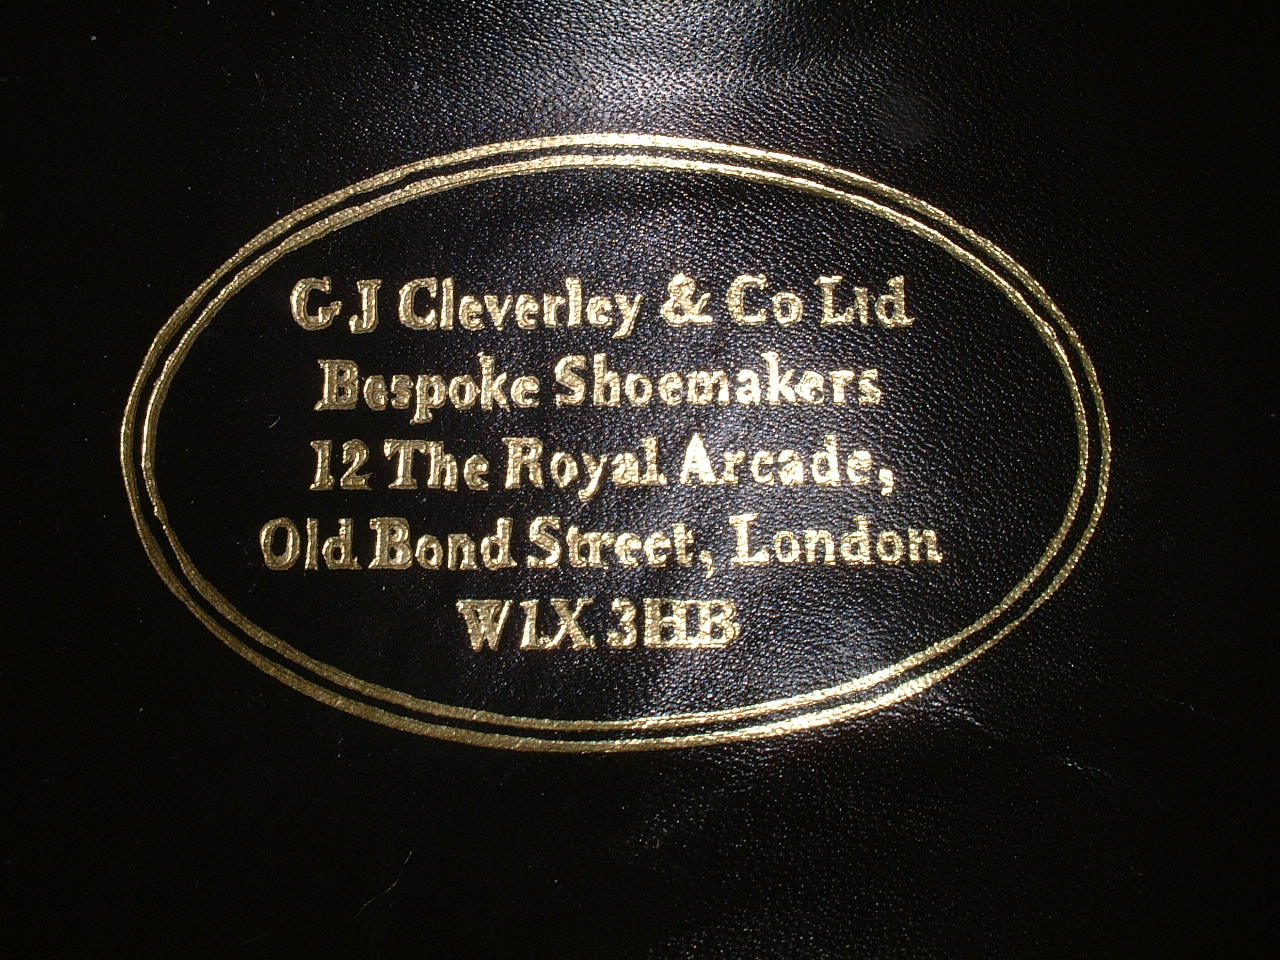 G J Cleverley & Co Ltd
Bespoke Shoemakers
12 The Royal Arcade,
Old Bond Street, London
W1X 3HB